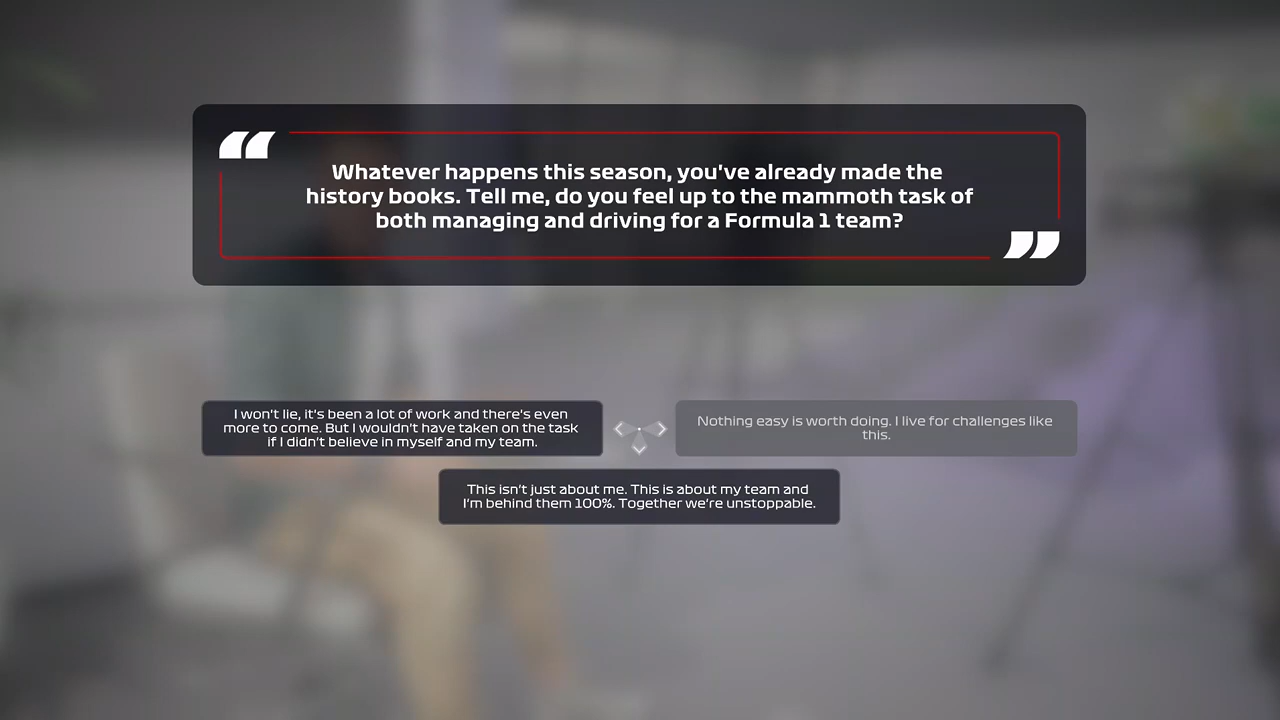 Whatever happens this season, you've already made the
history books. Tell me, do you feel up to the mammoth task of
both managing and driving for a Formula 1 team?
I won't lie, it's been a lot of work and there's even
more to come. But I wouldn't have taken on the task
if I didn't believe in myself and my team.
Nothing easy is worth doing. I live for challenges like
this.
This isn't just about me. This is about my team and
I'm behind them 100%. Together we're unstoppable.